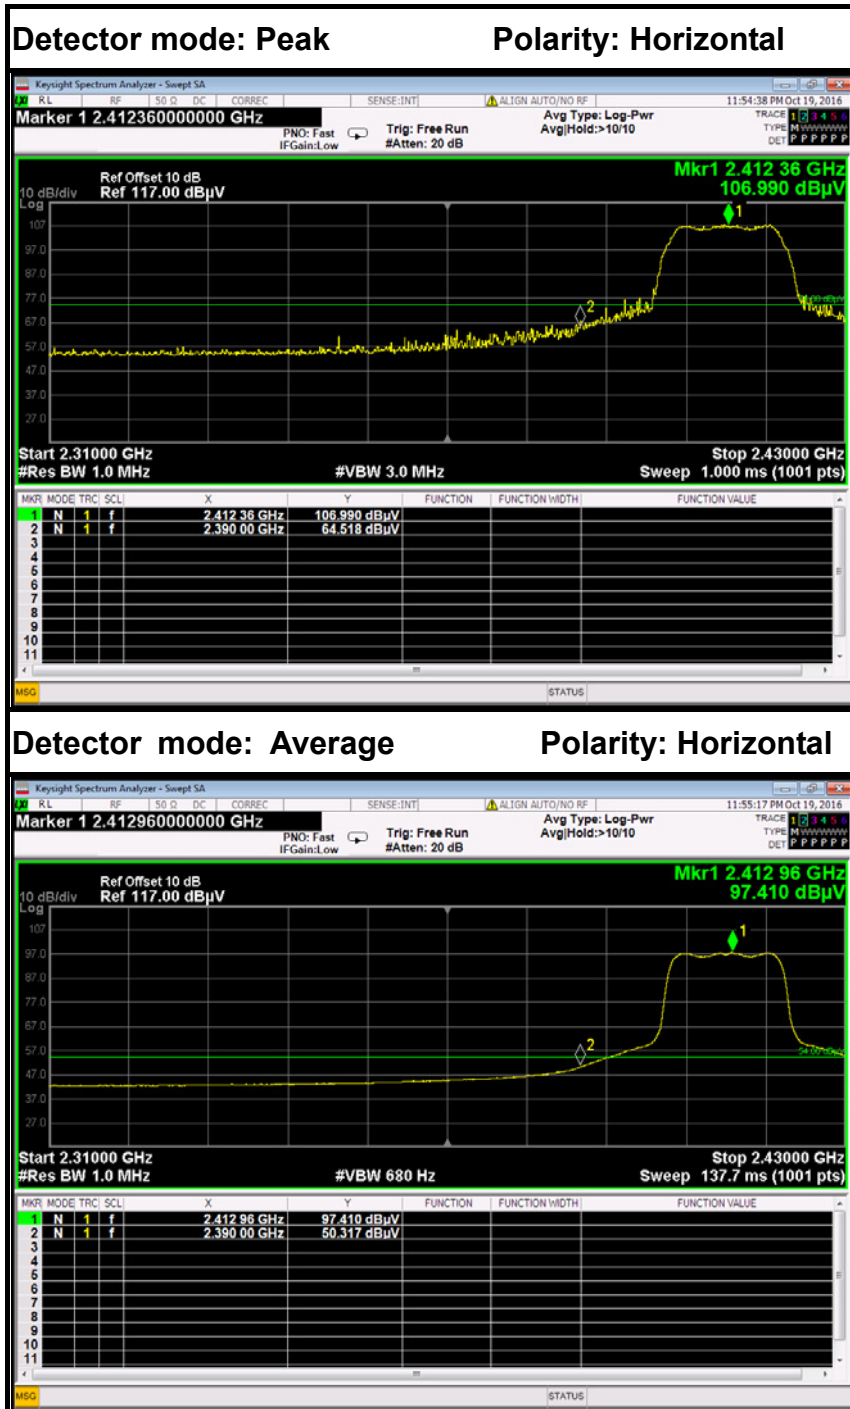 Detector mode: Peak Polarity: Horizontal
Keysight Spectrum Analyzer - Swept SA
RL RF 50 Ω DC CORREC SENSE:INT ALIGN AUTO/NO RF 11:54:38 PM Oct 19, 2016
Marker 1 2.412360000000 GHz PNO: Fast Trig: Free Run Avg Type: Log-Pwr TRACE 1 2 3 4 5 6
IFGain:Low #Atten: 20 dB Avg|Hold:>10/10 TYPE M WWWWW
DET P P P P P P
Mkr1 2.412 36 GHz
106.990 dBµV
Ref Offset 10 dB
10 dB/div Ref 117.00 dBµV
Log
1
107
97.0
87.0
77.0
2
67.0
57.0
47.0
37.0
27.0
Start 2.31000 GHz Stop 2.43000 GHz
#Res BW 1.0 MHz #VBW 3.0 MHz Sweep 1.000 ms (1001 pts)
MKR MODE TRC SCL X Y FUNCTION FUNCTION WIDTH FUNCTION VALUE
1 N 1 f 2.412 36 GHz 106.990 dBµV
2 N 1 f 2.390 00 GHz 64.518 dBµV
3
4
5
6
7
8
9
10
11
MSG STATUS
Detector mode: Average Polarity: Horizontal
Keysight Spectrum Analyzer - Swept SA
RL RF 50 Ω DC CORREC SENSE:INT ALIGN AUTO/NO RF 11:55:17 PM Oct 19, 2016
Marker 1 2.412960000000 GHz PNO: Fast Trig: Free Run Avg Type: Log-Pwr TRACE 1 2 3 4 5 6
IFGain:Low #Atten: 20 dB Avg|Hold:>10/10 TYPE M WWWWW
DET P P P P P P
Mkr1 2.412 96 GHz
97.410 dBµV
Ref Offset 10 dB
10 dB/div Ref 117.00 dBµV
Log
107
1
97.0
87.0
77.0
67.0
57.0
2
54.00 dBµV
47.0
37.0
27.0
Start 2.31000 GHz Stop 2.43000 GHz
#Res BW 1.0 MHz #VBW 680 Hz Sweep 137.7 ms (1001 pts)
MKR MODE TRC SCL X Y FUNCTION FUNCTION WIDTH FUNCTION VALUE
1 N 1 f 2.412 96 GHz 97.410 dBµV
2 N 1 f 2.390 00 GHz 50.317 dBµV
3
4
5
6
7
8
9
10
11
MSG STATUS